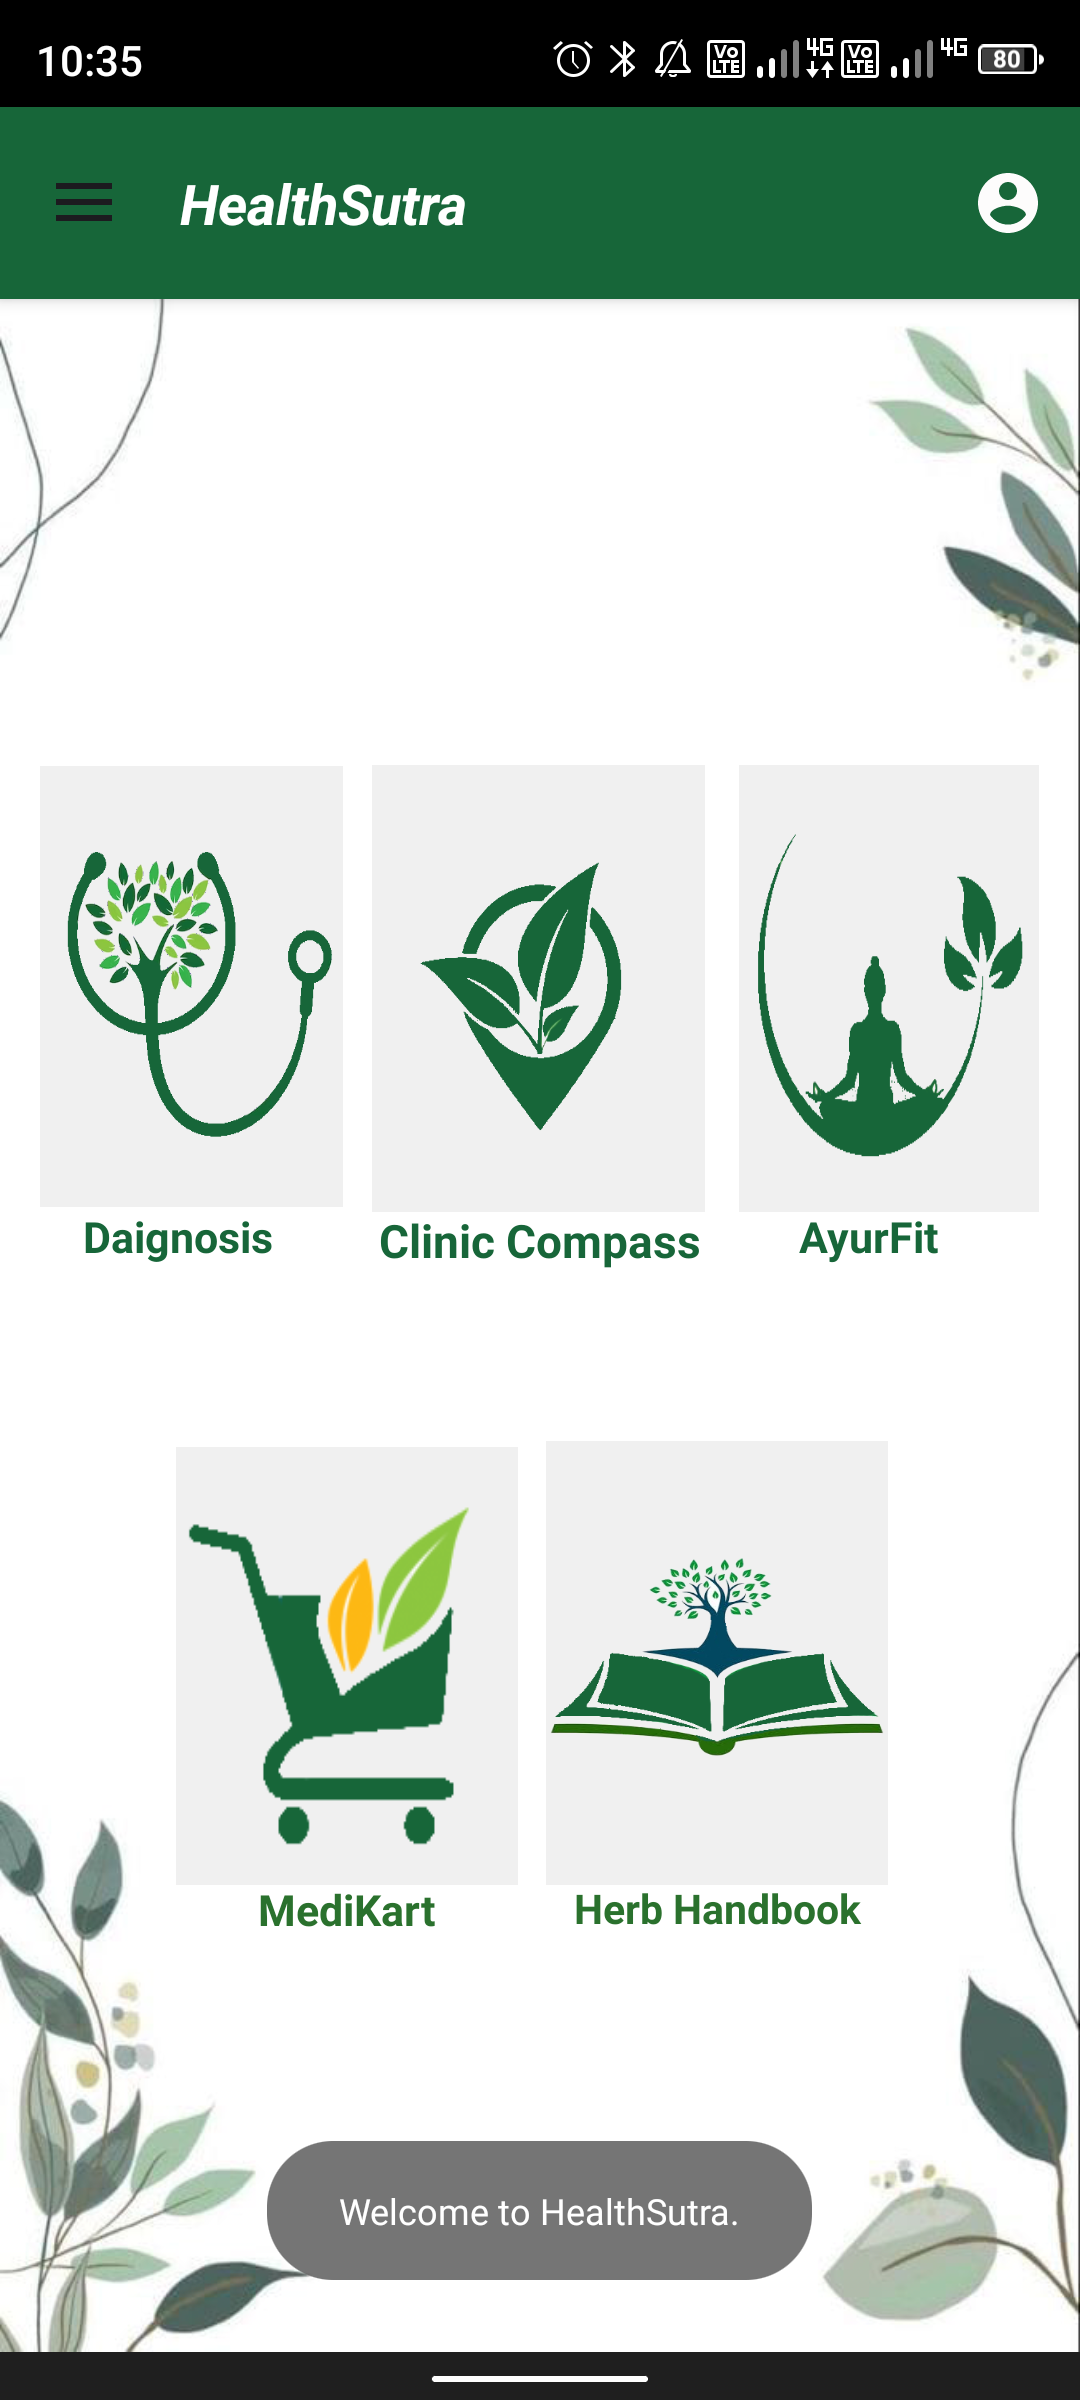 10:35
Vo LTE 4G Vo LTE 4G 80
HealthSutra
Daignosis
Clinic Compass
AyurFit
MediKart
Herb Handbook
Welcome to HealthSutra.